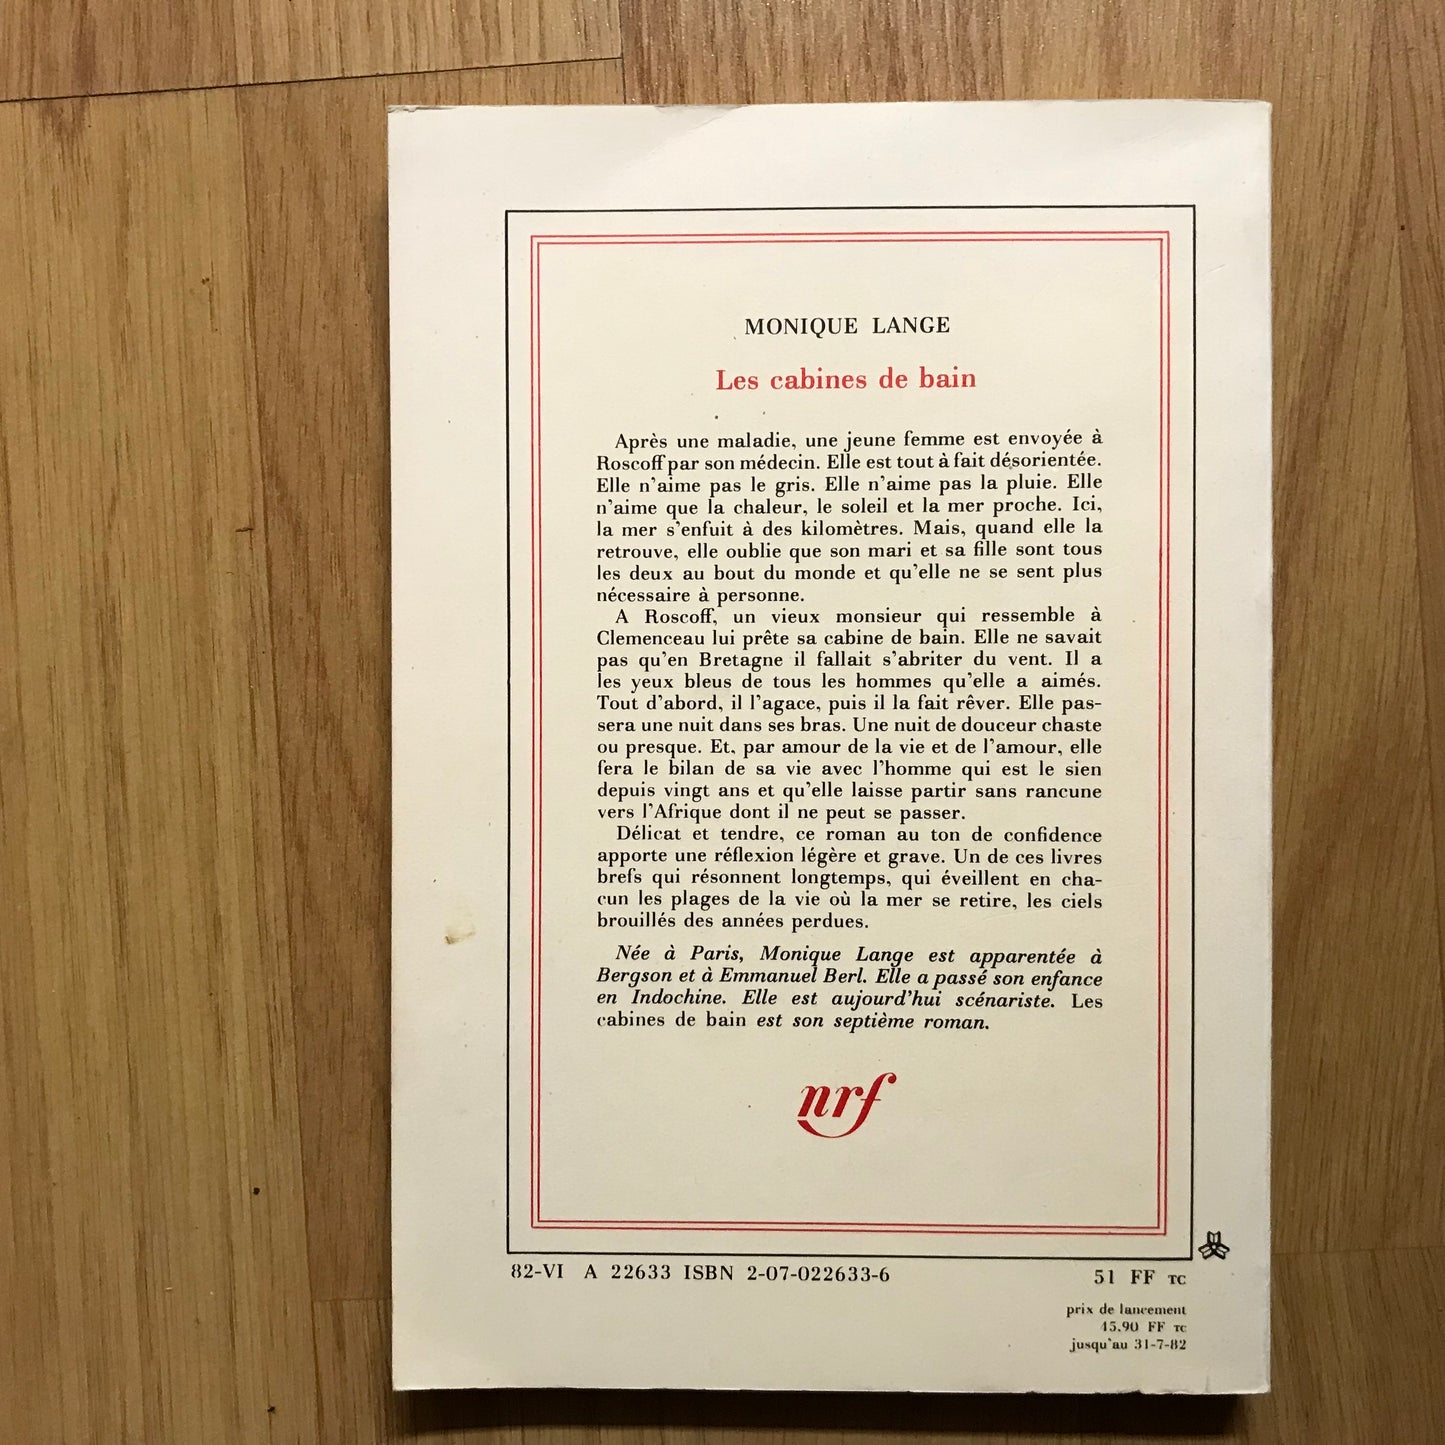 MONIQUE LANGE
Les cabines de bain
Après une maladie, une jeune femme est envoyée à
Roscoff par son médecin. Elle est tout à fait désorientée.
Elle n'aime pas le gris. Elle n'aime pas la pluie. Elle
n'aime que la chaleur, le soleil et la mer proche. Ici,
la mer s'enfuit à des kilomètres. Mais, quand elle la
retrouve, elle oublie que son mari et sa fille sont tous
les deux au bout du monde et qu'elle ne se sent plus
nécessaire à personne.
A Roscoff, un vieux monsieur qui ressemble à
Clemenceau lui prête sa cabine de bain. Elle ne savait
pas qu'en Bretagne il fallait s'abriter du vent. Il a
les yeux bleus de tous les hommes qu'elle a aimés.
Tout d'abord, il l'agace, puis il la fait rêver. Elle pas-
sera une nuit dans ses bras. Une nuit de douceur chaste
ou presque. Et, par amour de la vie et de l'amour, elle
fera le bilan de sa vie avec l'homme qui est le sien
depuis vingt ans et qu'elle laisse partir sans rancune
vers l'Afrique dont il ne peut se passer.
Délicat et tendre, ce roman au ton de confidence
apporte une réflexion légère et grave. Un de ces livres
brefs qui résonnent longtemps, qui éveillent en cha-
cun les plages de la vie où la mer se retire, les ciels
brouillés des années perdues.
Née à Paris, Monique Lange est apparentée à
Bergson et à Emmanuel Berl. Elle a passé son enfance
en Indochine. Elle est aujourd'hui scénariste. Les
cabines de bain est son septième roman.
nrf
82-VI A 22633 ISBN 2-07-022633-6
51 FF TC
prix de lancement
45.90 FF TC
jusqu'au 31-7-82